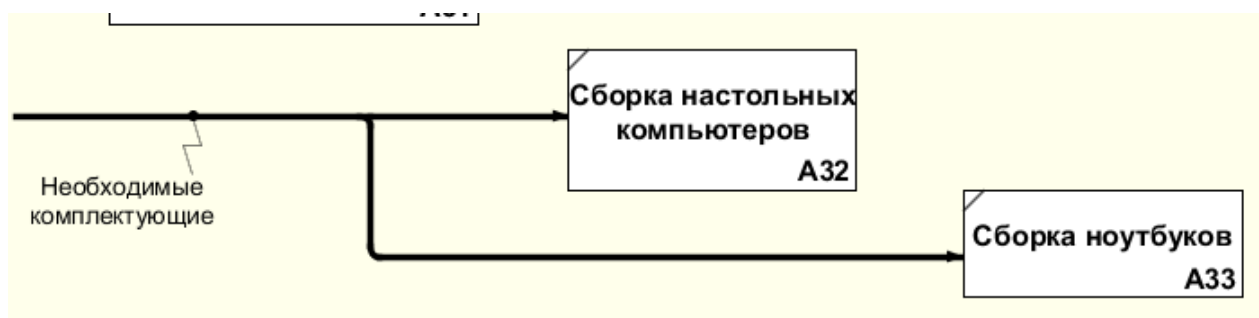 Сборка настольных
компьютеров
A32
Необходимые
комплектующие
Сборка ноутбуков
A33